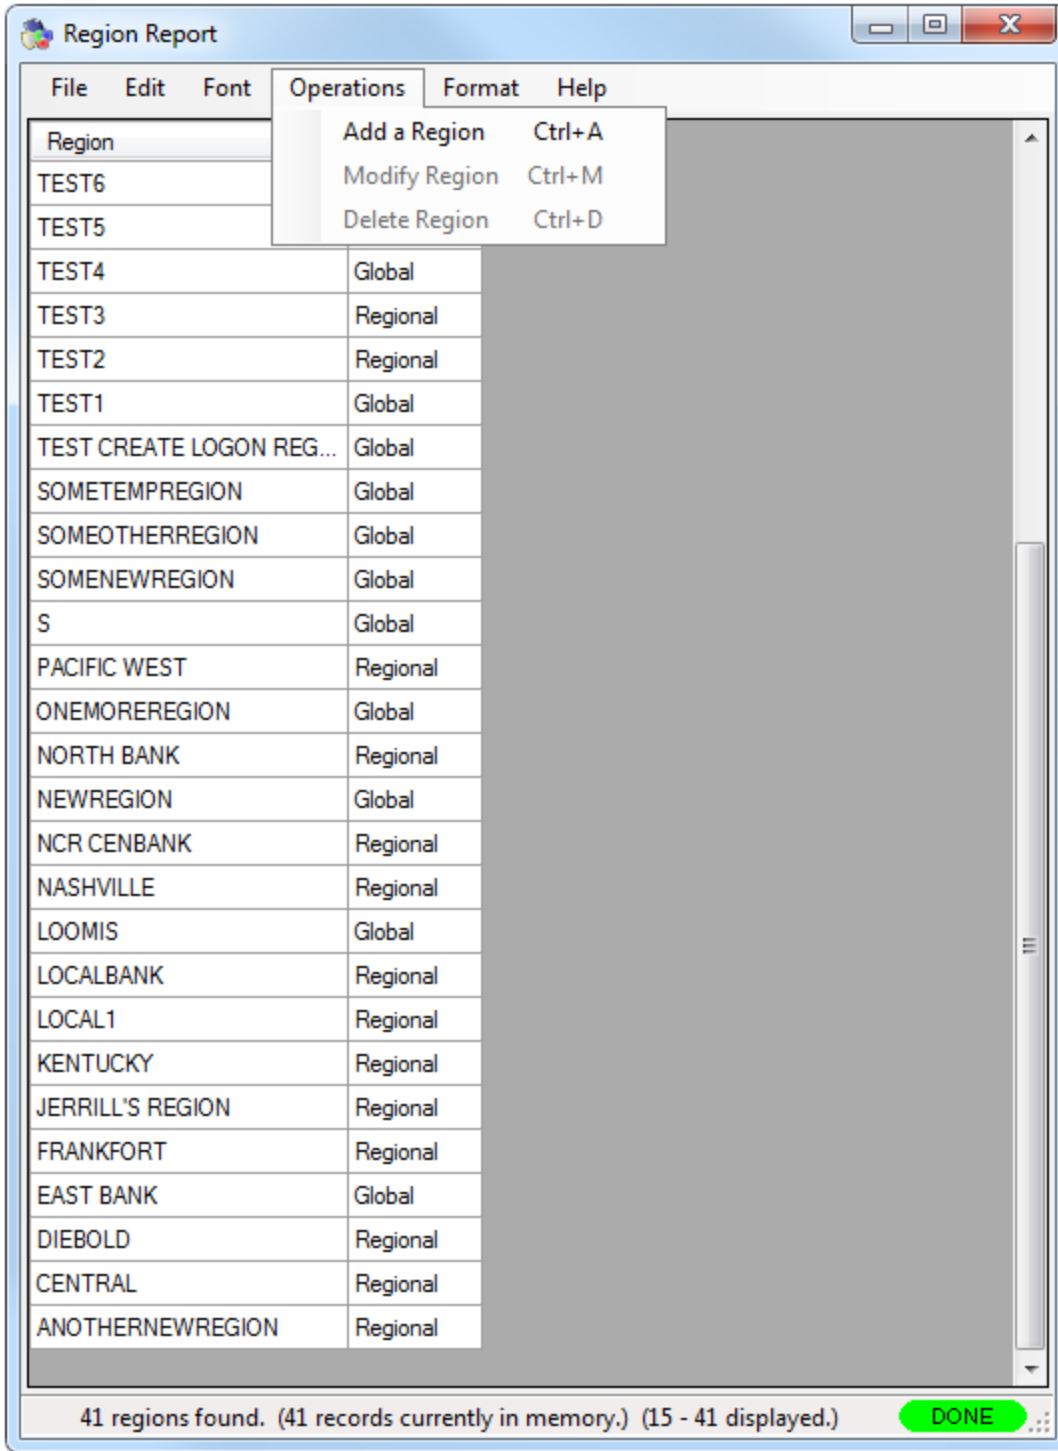 Region Report
File Edit Font Operations Format Help
Region
Add a Region Ctrl+A
Modify Region Ctrl+M
Delete Region Ctrl+D
TEST6
TEST5
TEST4 Global
TEST3 Regional
TEST2 Regional
TEST1 Global
TEST CREATE LOGON REG... Global
SOMETEMPREGION Global
SOMEOTHERREGION Global
SOMENEWREGION Global
S Global
PACIFIC WEST Regional
ONEMOREREGION Global
NORTH BANK Regional
NEWREGION Global
NCR CENBANK Regional
NASHVILLE Regional
LOOMIS Global
LOCALBANK Regional
LOCAL1 Regional
KENTUCKY Regional
JERRILL'S REGION Regional
FRANKFORT Regional
EAST BANK Global
DIEBOLD Regional
CENTRAL Regional
ANOTHERNEWREGION Regional
41 regions found. (41 records currently in memory.) (15 - 41 displayed.) DONE